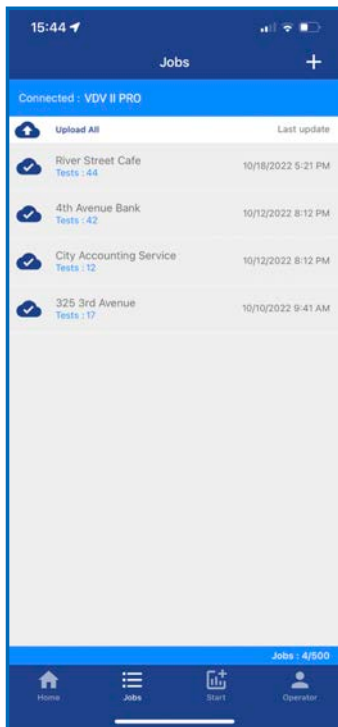 15:44
Jobs
+
Connected : VDV II PRO
Upload All Last update
River Street Cafe
Tests : 44
10/18/2022 5:21 PM
4th Avenue Bank
Tests : 42
10/12/2022 8:12 PM
City Accounting Service
Tests : 12
10/12/2022 8:12 PM
325 3rd Avenue
Tests : 17
10/10/2022 9:41 AM
Jobs : 4/500
Home Jobs Start Operator